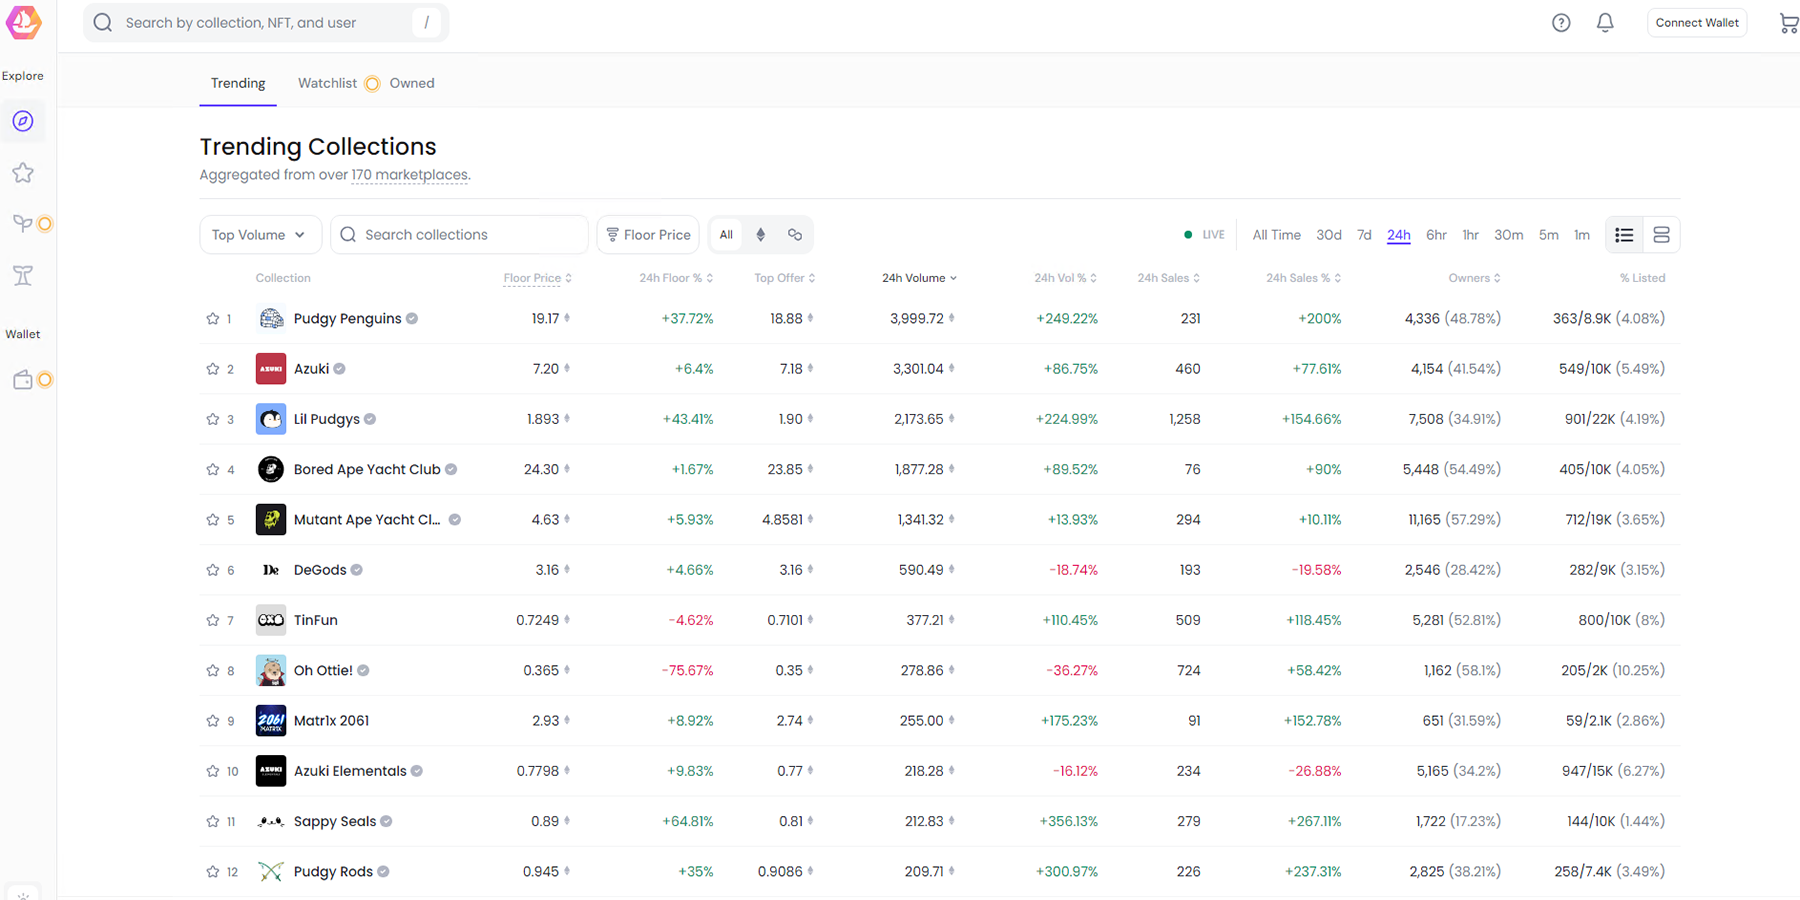 Search by collection, NFT, and user /
Connect Wallet
Explore
Wallet
Trending Watchlist Owned
Trending Collections
Aggregated from over 170 marketplaces.
Top Volume Search collections Floor Price All LIVE All Time 30d 7d 24h 6hr 1hr 30m 5m 1m
Collection Floor Price 24h Floor % Top Offer 24h Volume 24h Vol % 24h Sales 24h Sales % Owners % Listed
1 Pudgy Penguins 19.17 +37.72% 18.88 3,999.72 +249.22% 231 +200% 4,336 (48.78%) 363/8.9K (4.08%)
2 AZUKI Azuki 7.20 +6.4% 7.18 3,301.04 +86.75% 460 +77.61% 4,154 (41.54%) 549/10K (5.49%)
3 Lil Pudgys 1.893 +43.41% 1.90 2,173.65 +224.99% 1,258 +154.66% 7,508 (34.91%) 901/22K (4.19%)
4 Bored Ape Yacht Club 24.30 +1.67% 23.85 1,877.28 +89.52% 76 +90% 5,448 (54.49%) 405/10K (4.05%)
5 Mutant Ape Yacht Cl... 4.63 +5.93% 4.8581 1,341.32 +13.93% 294 +10.11% 11,165 (57.29%) 712/19K (3.65%)
6 De DeGods 3.16 +4.66% 3.16 590.49 -18.74% 193 -19.58% 2,546 (28.42%) 282/9K (3.15%)
7 TinFun 0.7249 -4.62% 0.7101 377.21 +110.45% 509 +118.45% 5,281 (52.81%) 800/10K (8%)
8 Oh Ottie! 0.365 -75.67% 0.35 278.86 -36.27% 724 +58.42% 1,162 (58.1%) 205/2K (10.25%)
9 2061 MATR1X Matr1x 2061 2.93 +8.92% 2.74 255.00 +175.23% 91 +152.78% 651 (31.59%) 59/2.1K (2.86%)
10 AZUKI Azuki Elementals 0.7798 +9.83% 0.77 218.28 -16.12% 234 -26.88% 5,165 (34.2%) 947/15K (6.27%)
11 Sappy Seals 0.89 +64.81% 0.81 212.83 +356.13% 279 +267.11% 1,722 (17.23%) 144/10K (1.44%)
12 Pudgy Rods 0.945 +35% 0.9086 209.71 +300.97% 226 +237.31% 2,825 (38.21%) 258/7.4K (3.49%)